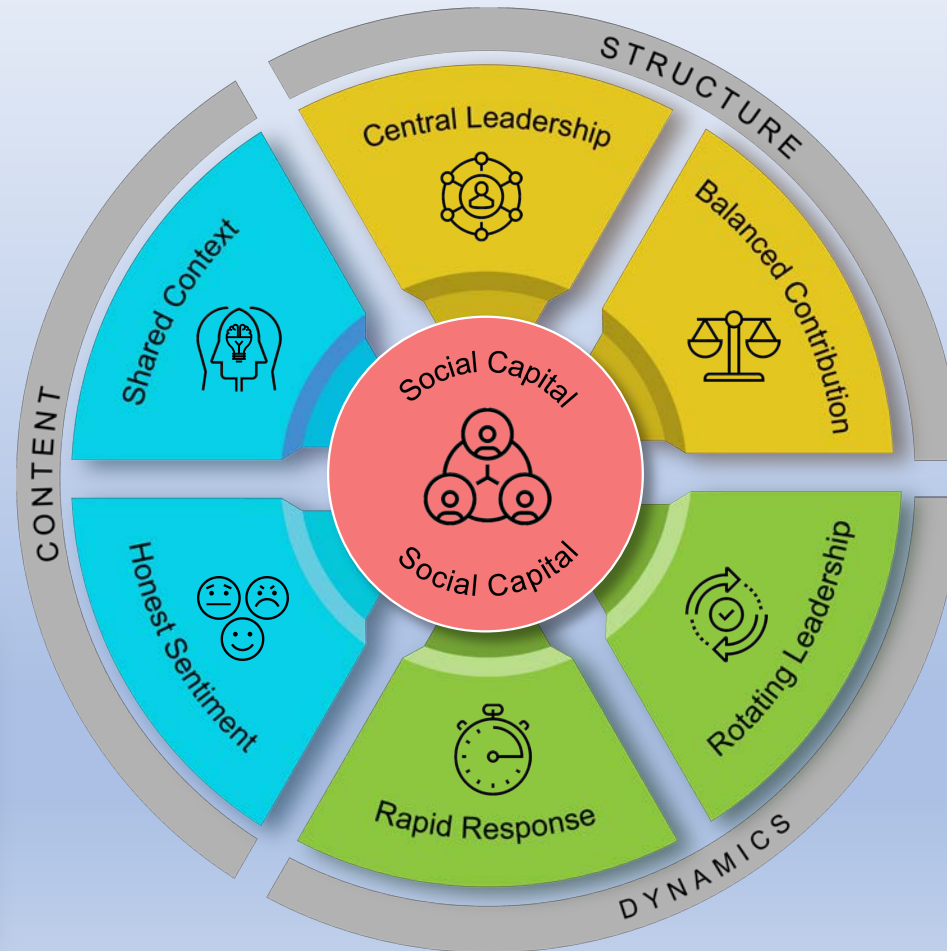 STRUCTURE
Central Leadership
Balanced Contribution
Rotating Leadership
DYNAMICS
Rapid Response
Honest Sentiment
CONTENT
Shared Context
Social Capital
Social Capital